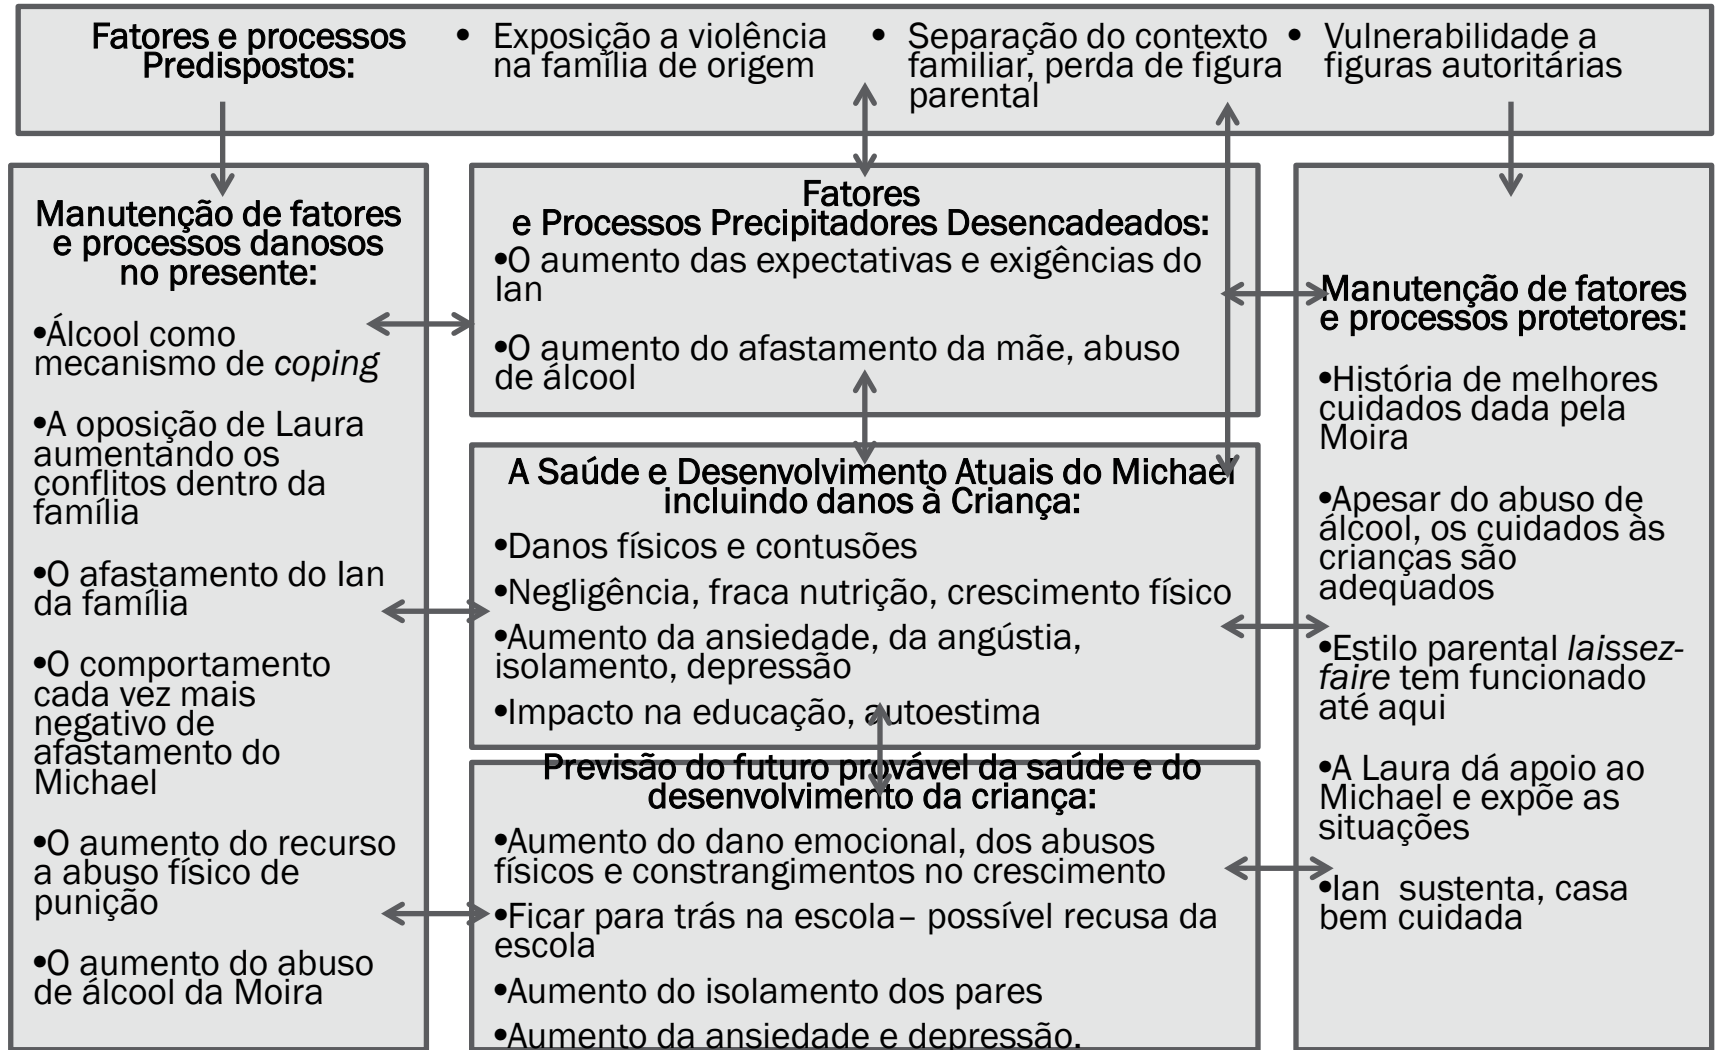 Fatores e processos
Predispostos:
• Exposição a violência
na família de origem
• Separação do contexto
familiar, perda de figura
parental
• Vulnerabilidade a
figuras autoritárias
Manutenção de fatores
e processos danosos
no presente:
•Álcool como
mecanismo de coping
•A oposição de Laura
aumentando os
conflitos dentro da
família
•O afastamento do Ian
da família
•O comportamento
cada vez mais
negativo de
afastamento do
Michael
•O aumento do recurso
a abuso físico de
punição
•O aumento do abuso
de álcool da Moira
Fatores
e Processos Precipitadores Desencadeados:
•O aumento das expectativas e exigências do
Ian
•O aumento do afastamento da mãe, abuso
de álcool
A Saúde e Desenvolvimento Atuais do Michael
incluindo danos à Criança:
•Danos físicos e contusões
•Negligência, fraca nutrição, crescimento físico
•Aumento da ansiedade, da angústia,
isolamento, depressão
•Impacto na educação, autoestima
Previsão do futuro provável da saúde e do
desenvolvimento da criança:
•Aumento do dano emocional, dos abusos
físicos e constrangimentos no crescimento
•Ficar para trás na escola– possível recusa da
escola
•Aumento do isolamento dos pares
•Aumento da ansiedade e depressão.
Manutenção de fatores
e processos protetores:
•História de melhores
cuidados dada pela
Moira
•Apesar do abuso de
álcool, os cuidados às
crianças são
adequados
•Estilo parental laissez-
faire tem funcionado
até aqui
•A Laura dá apoio ao
Michael e expõe as
situações
•Ian sustenta, casa
bem cuidada